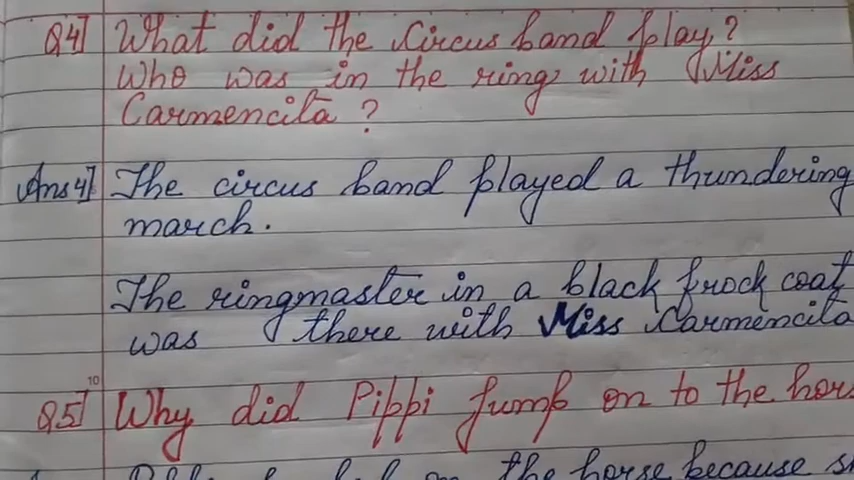 Q4] What did the circus band play?
Who was in the ring with Miss
Carmencita?
Ans4] The circus band played a thundering
march.
The ringmaster in a black frock coat
was there with Miss Carmencita
10
Q5] Why did Pippi jump on to the
the horse because